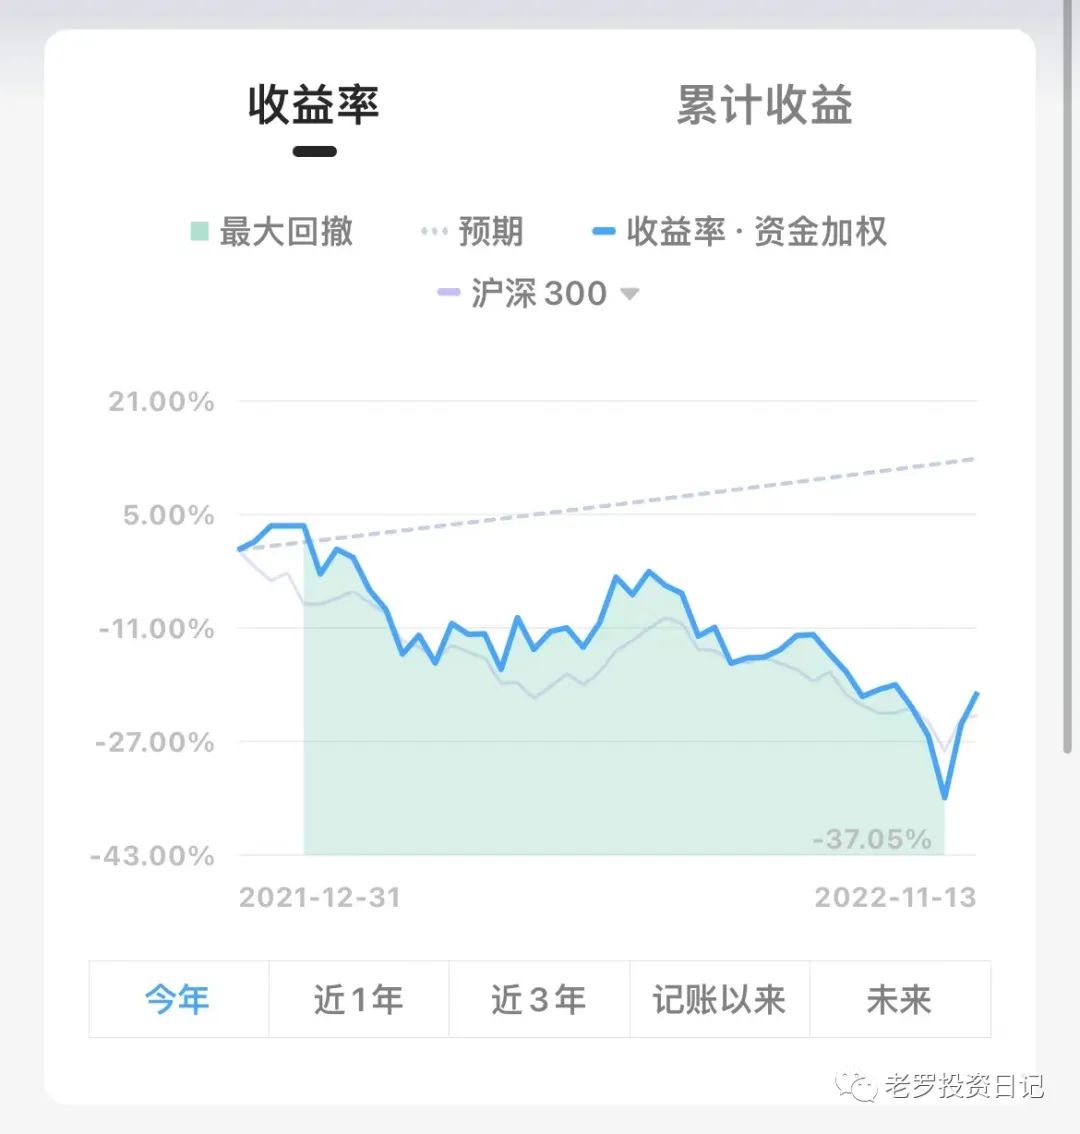 收益率 累计收益
最大回撤 预期 收益率·资金加权
沪深300
21.00%
5.00%
-11.00%
-27.00%
-43.00%
-37.05%
2021-12-31 2022-11-13
今年 近1年 近3年 记账以来 未来
老罗投资日记